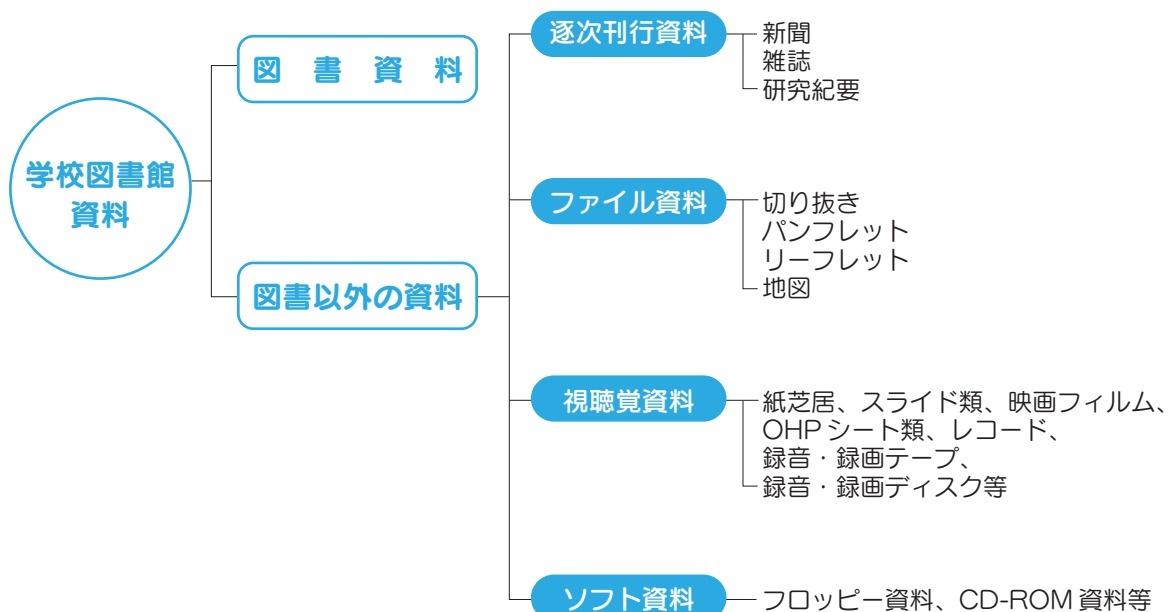 学校図書館
資料
図書資料
図書以外の資料
逐次刊行資料
新聞
雑誌
研究紀要
ファイル資料
切り抜き
パンフレット
リーフレット
地図
視聴覚資料
紙芝居、スライド類、映画フィルム、
OHPシート類、レコード、
録音・録画テープ、
録音・録画ディスク等
ソフト資料
フロッピー資料、CD-ROM資料等